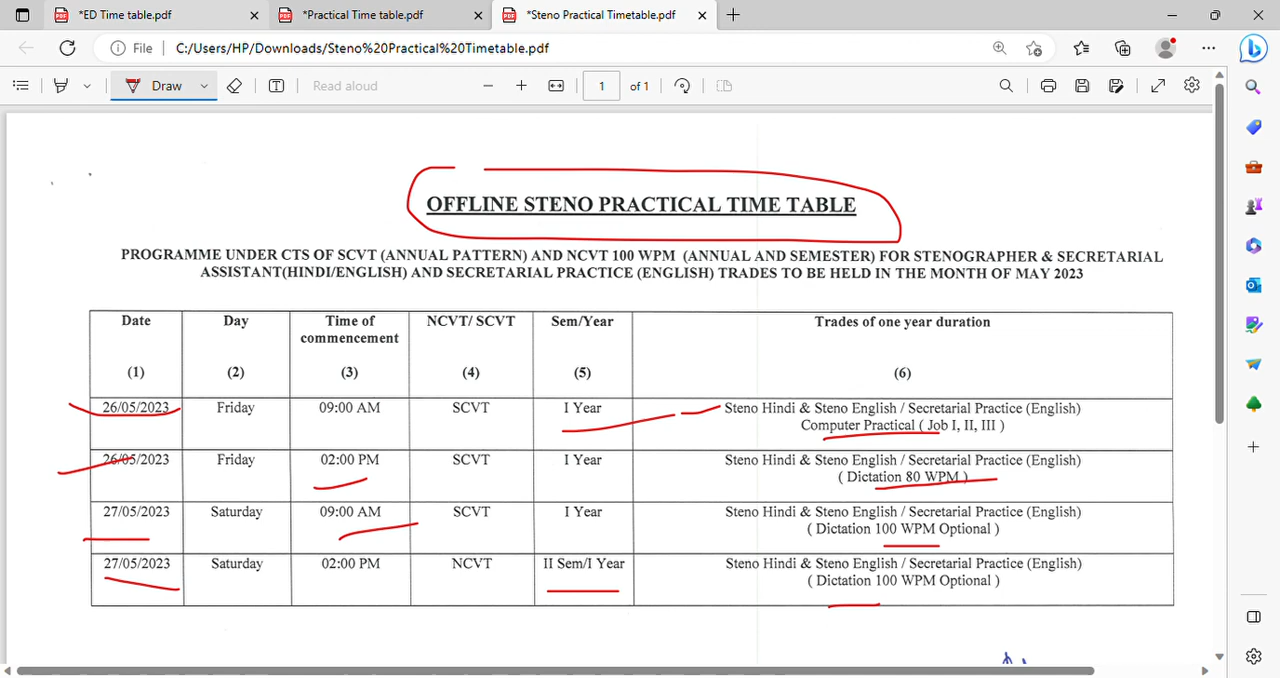 *ED Time table.pdf
*Practical Time table.pdf
*Steno Practical Timetable.pdf
File
C:/Users/HP/Downloads/Steno%20Practical%20Timetable.pdf
Draw
Read aloud
1
of 1
OFFLINE STENO PRACTICAL TIME TABLE
PROGRAMME UNDER CTS OF SCVT (ANNUAL PATTERN) AND NCVT 100 WPM (ANNUAL AND SEMESTER) FOR STENOGRAPHER & SECRETARIAL
ASSISTANT(HINDI/ENGLISH) AND SECRETARIAL PRACTICE (ENGLISH) TRADES TO BE HELD IN THE MONTH OF MAY 2023
Date Day Time of NCVT/ SCVT Sem/Year Trades of one year duration
commencement
(1) (2) (3) (4) (5) (6)
26/05/2023 Friday 09:00 AM SCVT I Year Steno Hindi & Steno English / Secretarial Practice (English)
Computer Practical ( Job I, II, III )
26/05/2023 Friday 02:00 PM SCVT I Year Steno Hindi & Steno English / Secretarial Practice (English)
( Dictation 80 WPM )
27/05/2023 Saturday 09:00 AM SCVT I Year Steno Hindi & Steno English / Secretarial Practice (English)
( Dictation 100 WPM Optional )
27/05/2023 Saturday 02:00 PM NCVT II Sem/I Year Steno Hindi & Steno English / Secretarial Practice (English)
( Dictation 100 WPM Optional )